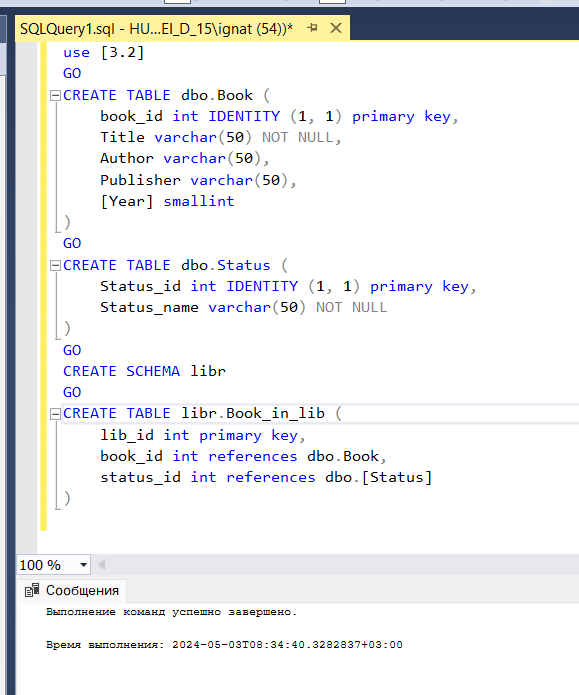 SQLQuery1.sql - HU...EI_D_15\ignat (54))*
use [3.2]
GO
CREATE TABLE dbo.Book (
    book_id int IDENTITY (1, 1) primary key,
    Title varchar(50) NOT NULL,
    Author varchar(50),
    Publisher varchar(50),
    [Year] smallint
)
GO
CREATE TABLE dbo.Status (
    Status_id int IDENTITY (1, 1) primary key,
    Status_name varchar(50) NOT NULL
)
GO
CREATE SCHEMA libr
GO
CREATE TABLE libr.Book_in_lib (
    lib_id int primary key,
    book_id int references dbo.Book,
    status_id int references dbo.[Status]
)
100 %
Сообщения
Выполнение команд успешно завершено.
Время выполнения: 2024-05-03T08:34:40.3282837+03:00